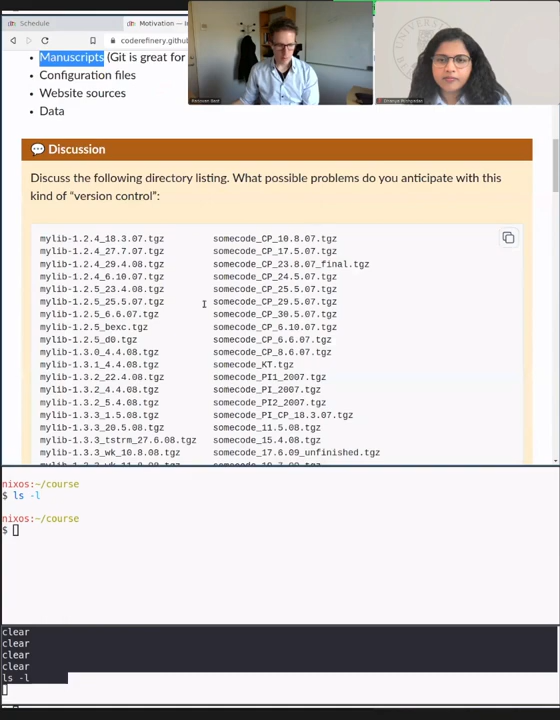 Schedule
Motivation — I
coderefinery.github
Manuscripts (Git is great for
Configuration files
Website sources
Data
Discussion
Discuss the following directory listing. What possible problems do you anticipate with this
kind of “version control”:
mylib-1.2.4_18.3.07.tgz somecode_CP_10.8.07.tgz
mylib-1.2.4_27.7.07.tgz somecode_CP_17.5.07.tgz
mylib-1.2.4_29.4.08.tgz somecode_CP_23.8.07_final.tgz
mylib-1.2.4_6.10.07.tgz somecode_CP_24.5.07.tgz
mylib-1.2.5_23.4.08.tgz somecode_CP_25.5.07.tgz
mylib-1.2.5_25.5.07.tgz somecode_CP_29.5.07.tgz
mylib-1.2.5_6.6.07.tgz somecode_CP_30.5.07.tgz
mylib-1.2.5_bexc.tgz somecode_CP_6.10.07.tgz
mylib-1.2.5_d0.tgz somecode_CP_6.6.07.tgz
mylib-1.3.0_4.4.08.tgz somecode_CP_8.6.07.tgz
mylib-1.3.1_4.4.08.tgz somecode_KT.tgz
mylib-1.3.2_22.4.08.tgz somecode_PI1_2007.tgz
mylib-1.3.2_4.4.08.tgz somecode_PI_2007.tgz
mylib-1.3.2_5.4.08.tgz somecode_PI2_2007.tgz
mylib-1.3.3_1.5.08.tgz somecode_PI_CP_18.3.07.tgz
mylib-1.3.3_20.5.08.tgz somecode_11.5.08.tgz
mylib-1.3.3_tstrm_27.6.08.tgz somecode_15.4.08.tgz
mylib-1.3.3_wk_10.8.08.tgz somecode_17.6.09_unfinished.tgz
nixos:~/course
$ ls -l
nixos:~/course
$
clear
clear
clear
clear
ls -l